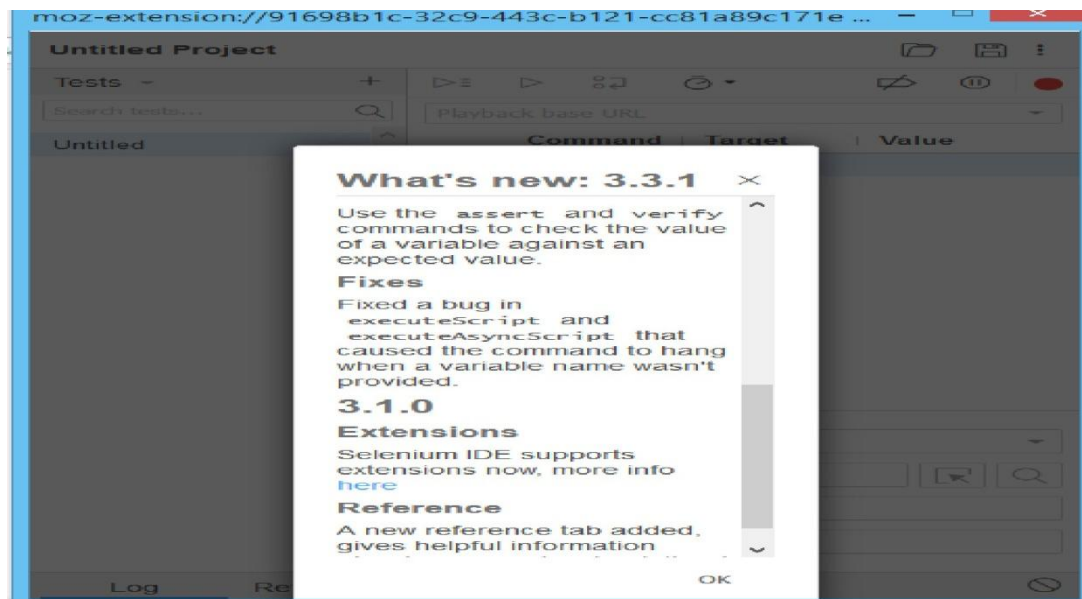 moz-extension://91698b1c-32c9-443c-b121-cc81a89c171e ...
Untitled Project
Tests
Search tests...
Playback base URL
Untitled
Command Target Value
What's new: 3.3.1
Use the assert and verify
commands to check the value
of a variable against an
expected value.
Fixes
Fixed a bug in
executeScript and
executeAsyncScript that
caused the command to hang
when a variable name wasn't
provided.
3.1.0
Extensions
Selenium IDE supports
extensions now, more info
here
Reference
A new reference tab added,
gives helpful information
OK
Log Re